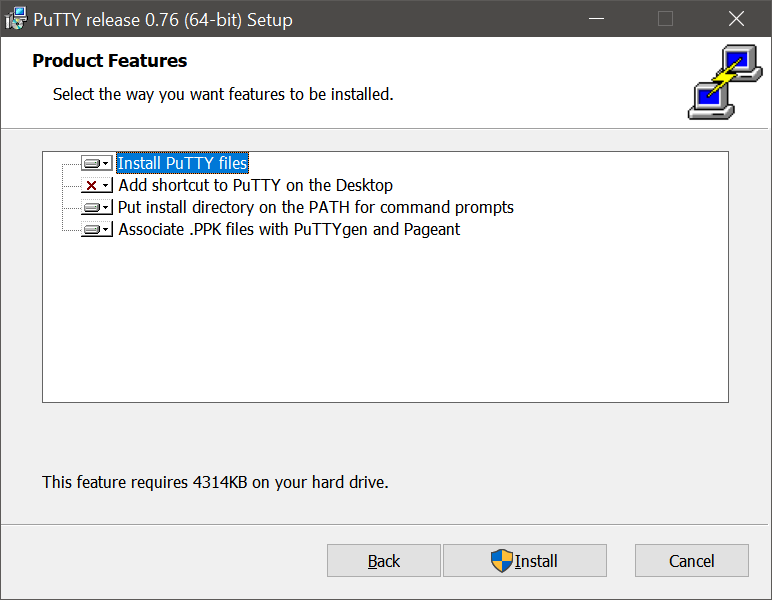 PuTTY release 0.76 (64-bit) Setup
Product Features
Select the way you want features to be installed.
Install PuTTY files
Add shortcut to PuTTY on the Desktop
Put install directory on the PATH for command prompts
Associate .PPK files with PuTTYgen and Pageant
This feature requires 4314KB on your hard drive.
Back Install Cancel